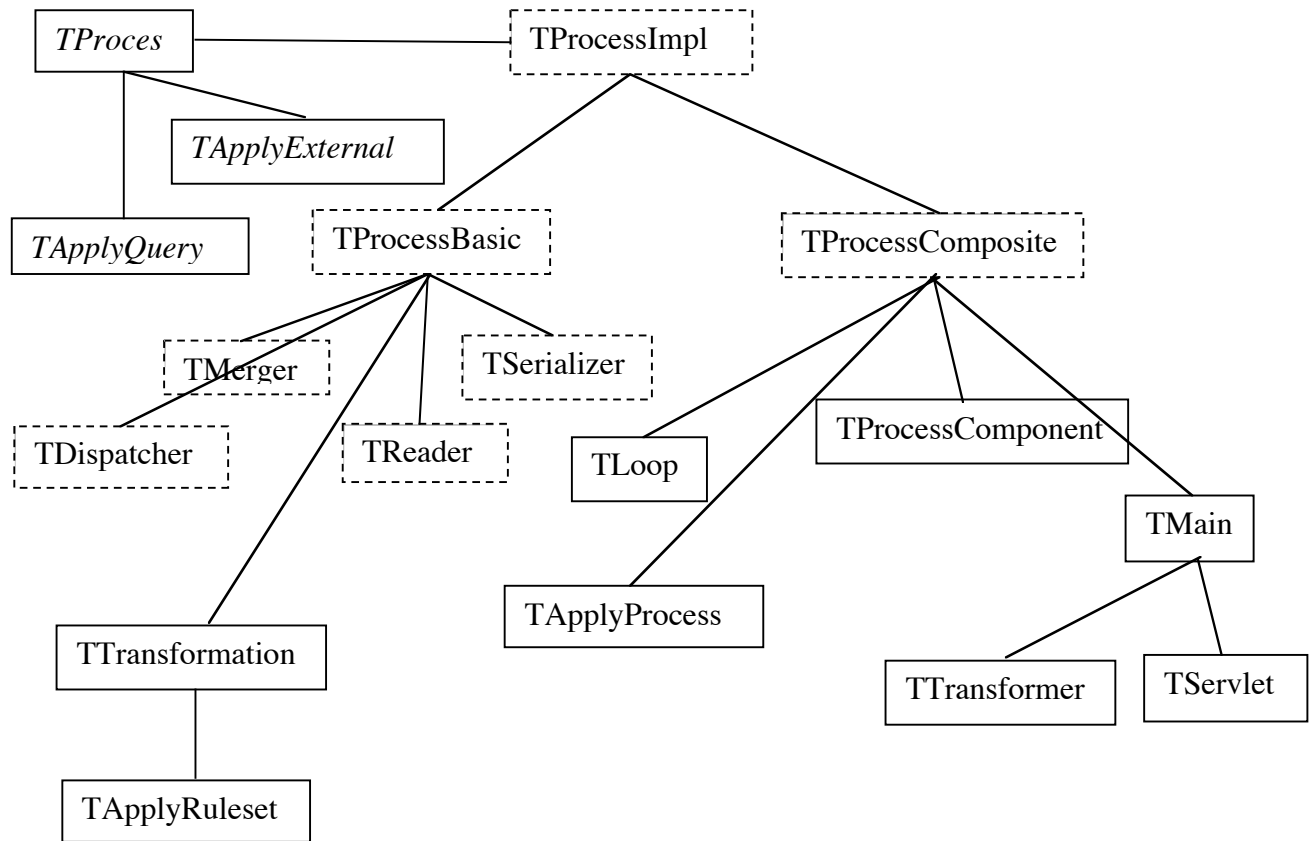 TProces
TProcessImpl
TApplyExternal
TApplyQuery
TProcessBasic
TProcessComposite
TMerger
TSerializer
TDispatcher
TReader
TLoop
TProcessComponent
TMain
TApplyProcess
TTransformation
TTransformer
TServlet
TApplyRuleset